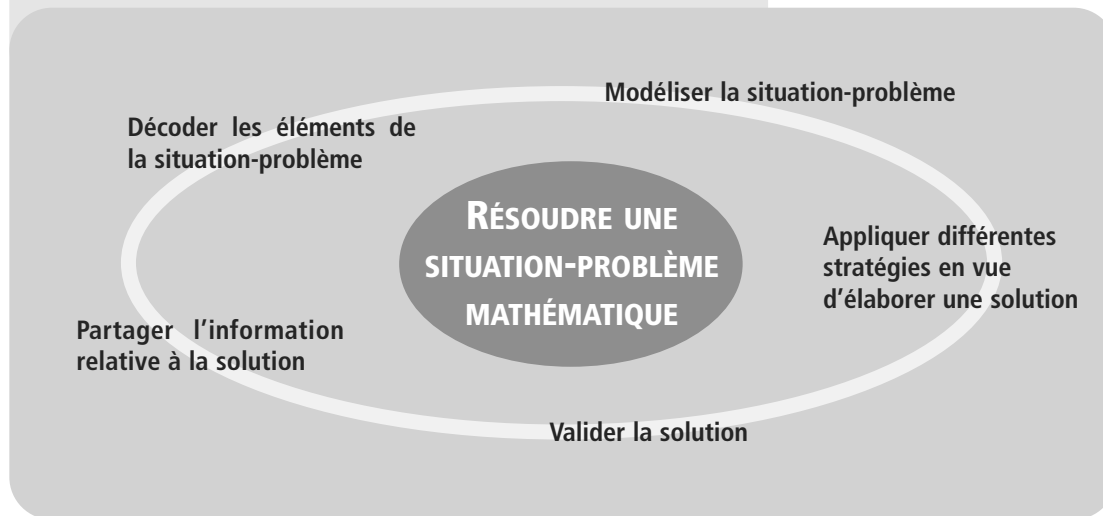 Modéliser la situation-problème
Décoder les éléments de
la situation-problème
RÉSOUDRE UNE
SITUATION-PROBLÈME
MATHÉMATIQUE
Appliquer différentes
stratégies en vue
d'élaborer une solution
Partager l'information
relative à la solution
Valider la solution